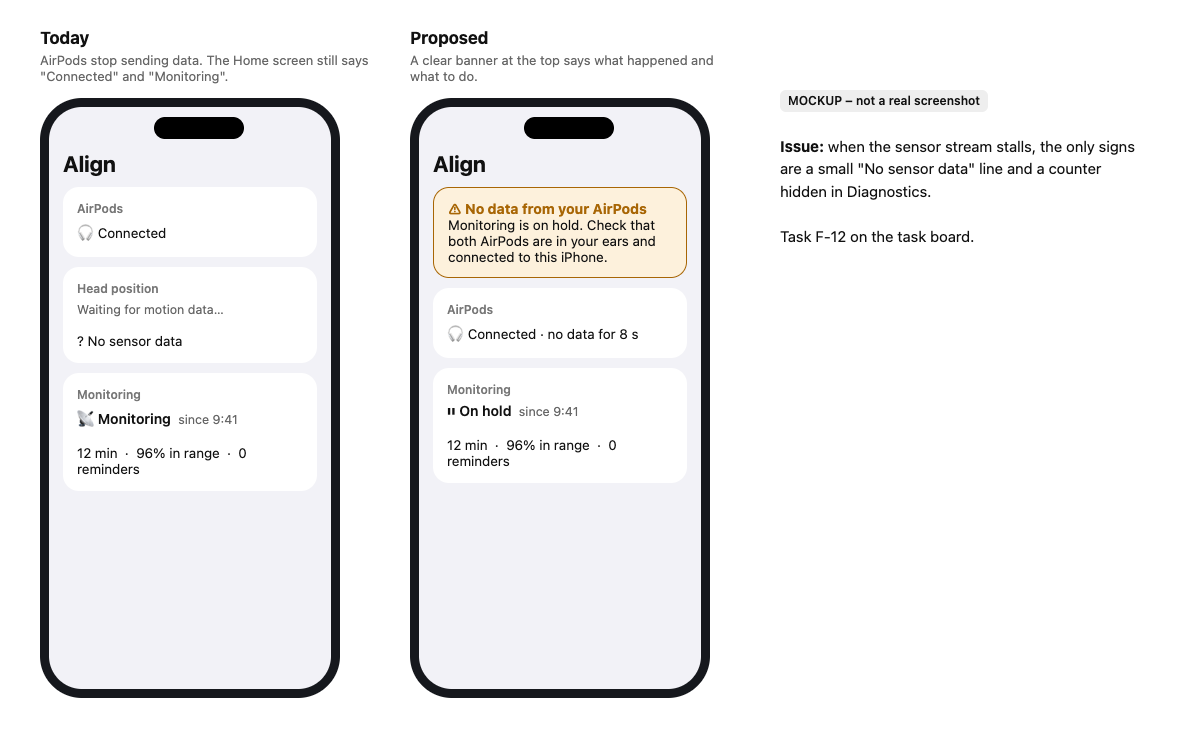 Today
AirPods stop sending data. The Home screen still says
"Connected" and "Monitoring".
Align
AirPods
Connected
Head position
Waiting for motion data...
? No sensor data
Monitoring
Monitoring since 9:41
12 min · 96% in range · 0
reminders
Proposed
A clear banner at the top says what happened and
what to do.
Align
⚠ No data from your AirPods
Monitoring is on hold. Check that
both AirPods are in your ears and
connected to this iPhone.
AirPods
Connected · no data for 8 s
Monitoring
On hold since 9:41
12 min · 96% in range · 0
reminders
MOCKUP – not a real screenshot
Issue: when the sensor stream stalls, the only signs
are a small "No sensor data" line and a counter
hidden in Diagnostics.
Task F-12 on the task board.